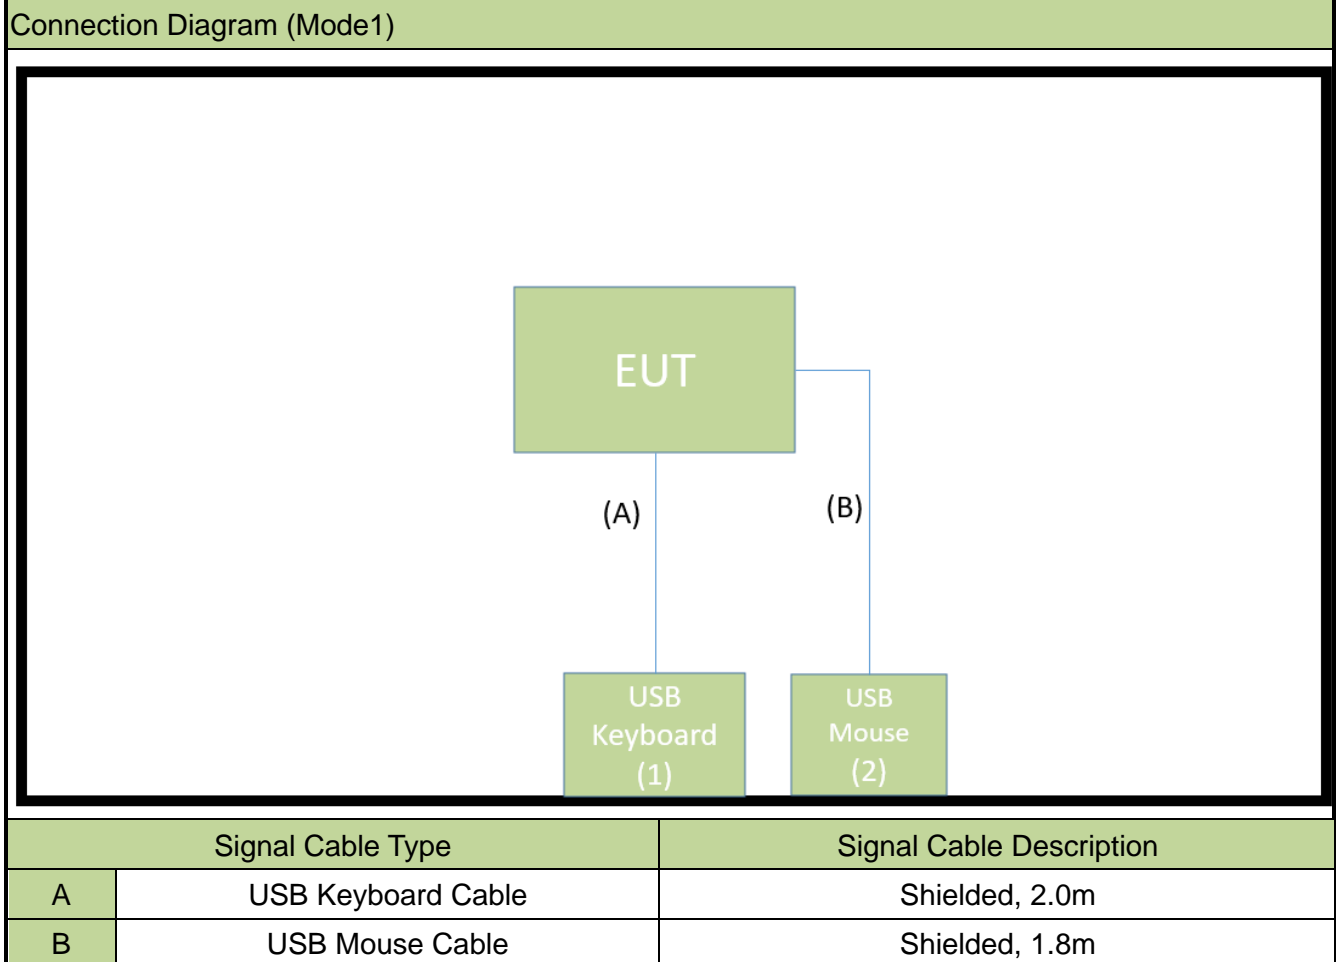 Connection Diagram (Mode1)
EUT
(A)
(B)
USB
Keyboard
(1)
USB
Mouse
(2)
Signal Cable Type
Signal Cable Description
A
USB Keyboard Cable
Shielded, 2.0m
B
USB Mouse Cable
Shielded, 1.8m